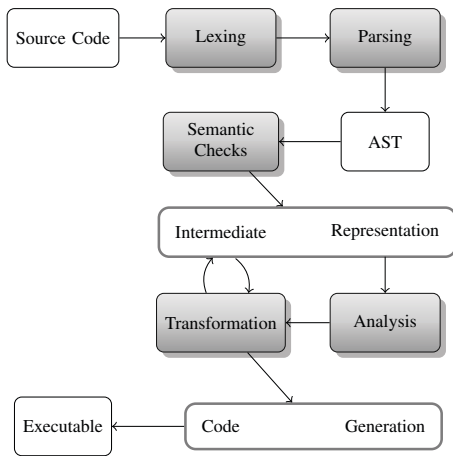 Source Code
Lexing
Parsing
Semantic
Checks
AST
Intermediate Representation
Transformation
Analysis
Executable
Code Generation